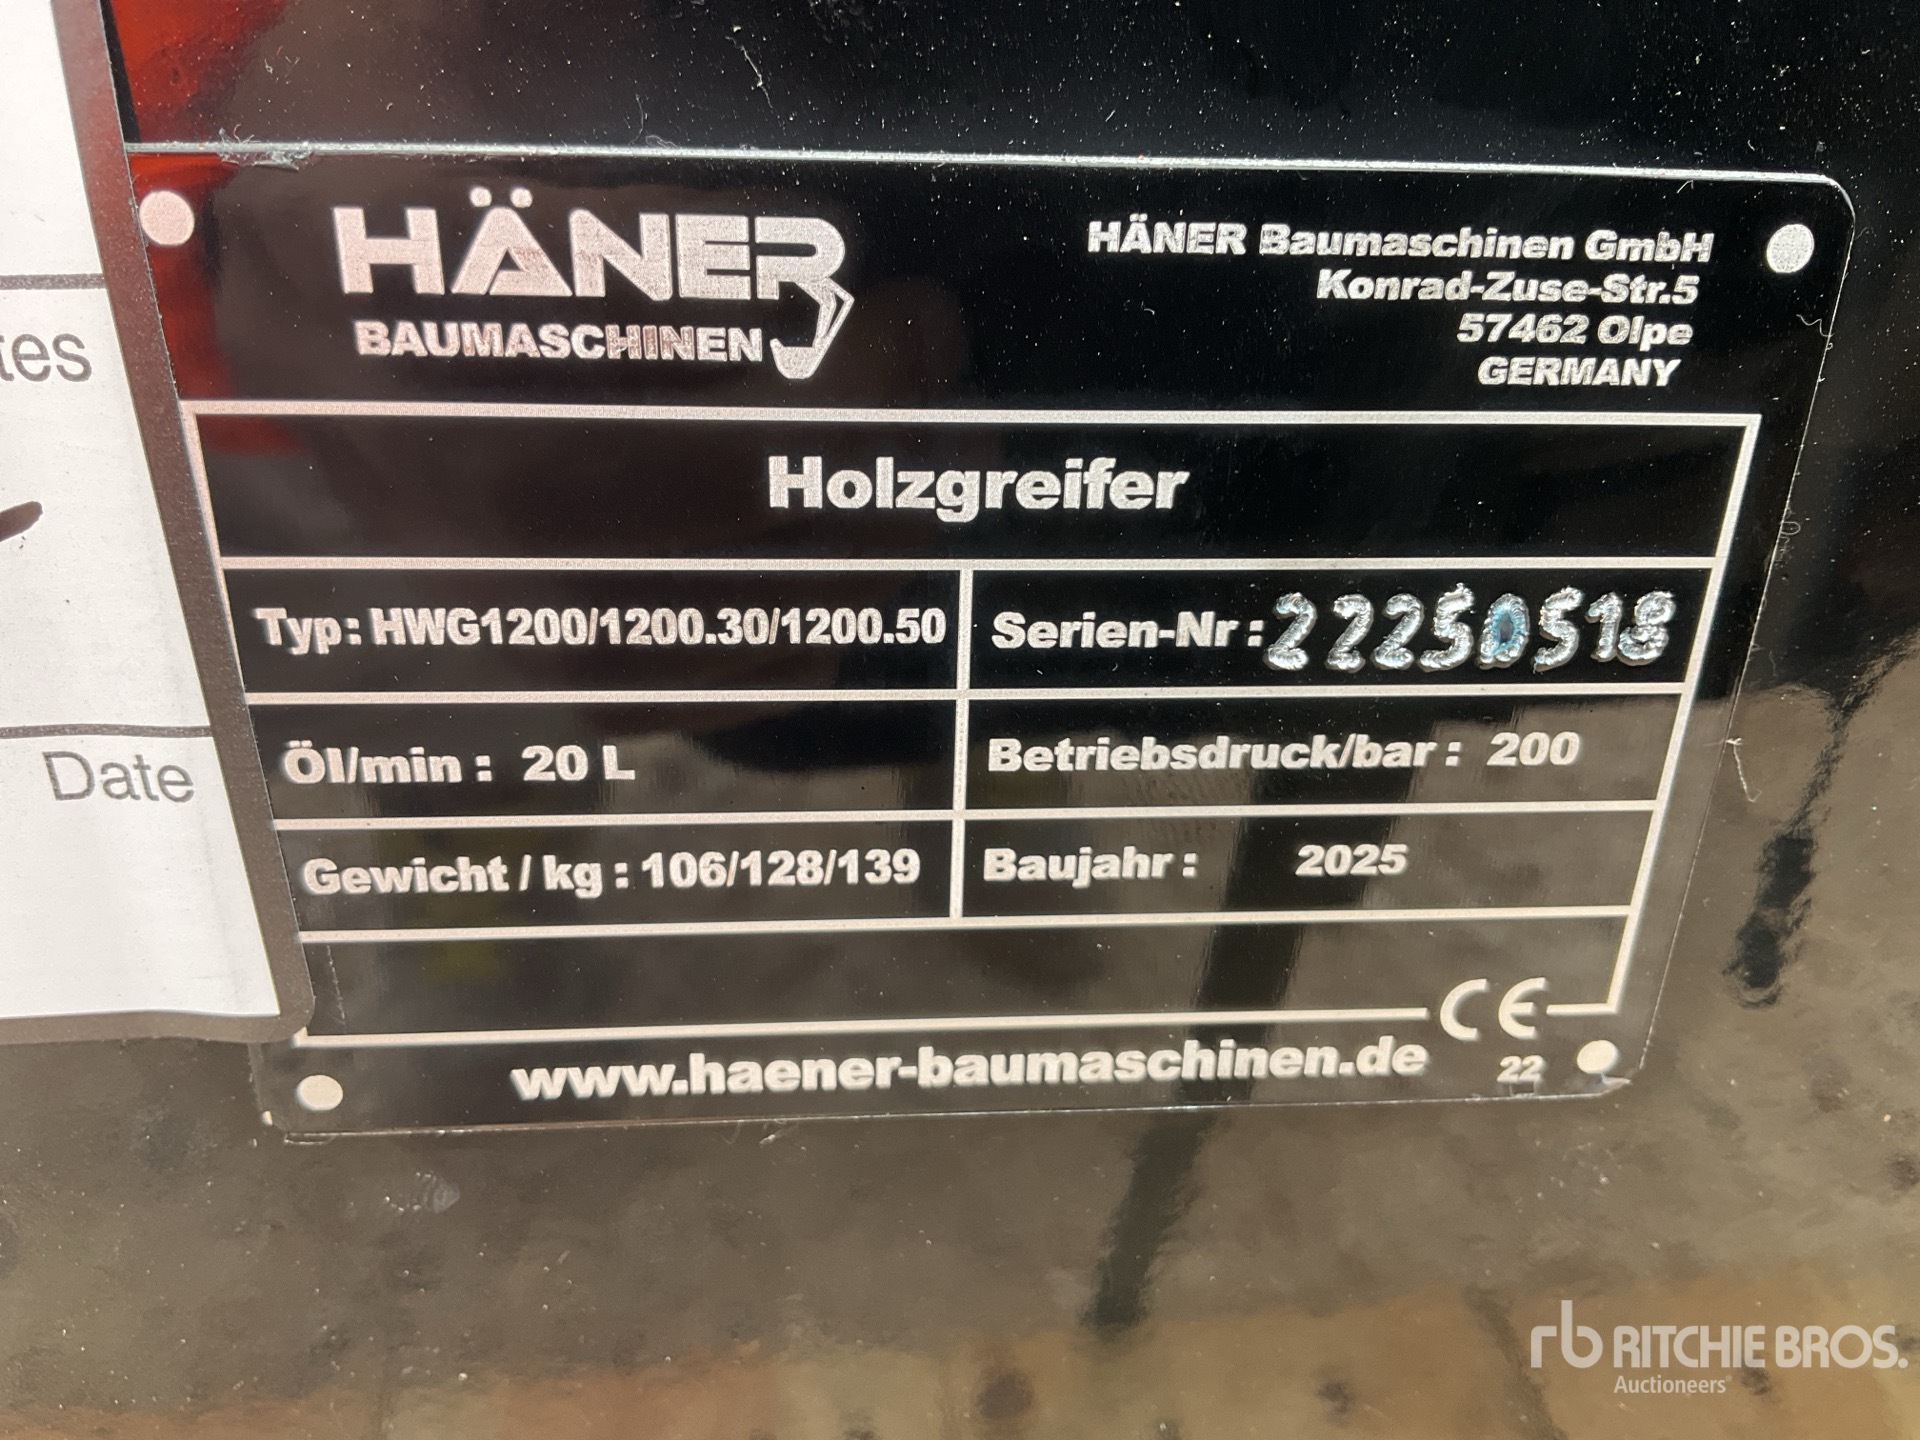 HÄNER
BAUMASCHINEN
HÄNER Baumaschinen GmbH
Konrad-Zuse-Str.5
57462 Olpe
GERMANY
Holzgreifer
Typ: HWG1200/1200.30/1200.50
Serien-Nr: 22250518
Öl/min : 20 L
Betriebsdruck/bar : 200
Gewicht / kg : 106/128/139
Baujahr : 2025
CE
www.haener-baumaschinen.de
22
tes
Date
rb RITCHIE BROS.
Auctioneers